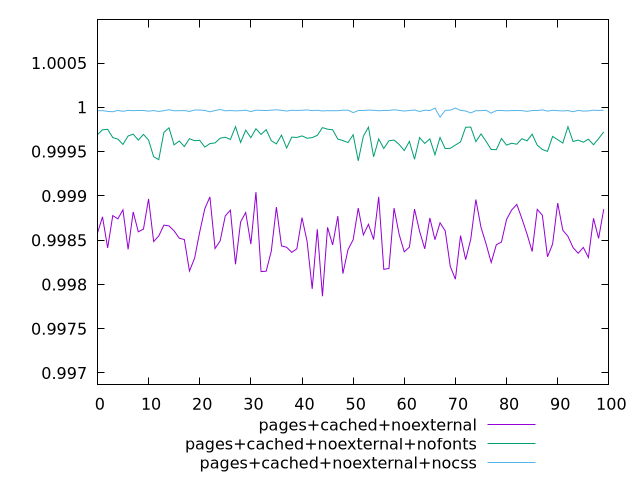 1.0005
1
0.9995
0.999
0.9985
0.998
0.9975
0.997
0 10 20 30 40 50 60 70 80 90 100
pages+cached+noexternal
pages+cached+noexternal+nofonts
pages+cached+noexternal+nocss